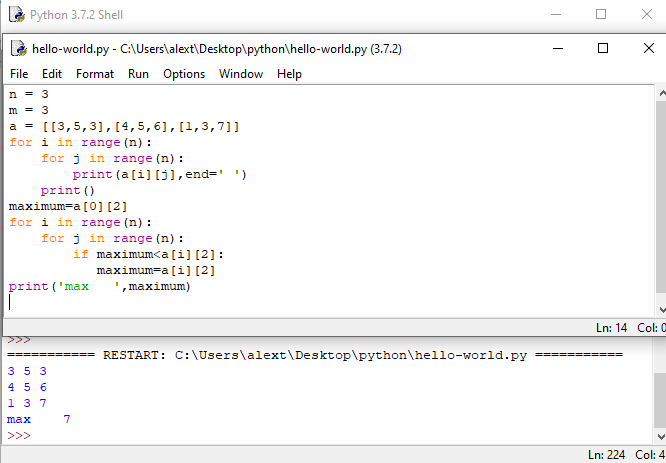 Python 3.7.2 Shell
hello-world.py - C:\Users\alext\Desktop\python\hello-world.py (3.7.2)
File Edit Format Run Options Window Help
n = 3
m = 3
a = [[3,5,3],[4,5,6],[1,3,7]]
for i in range(n):
    for j in range(n):
        print(a[i][j],end=' ')
    print()
maximum=a[0][2]
for i in range(n):
    for j in range(n):
        if maximum<a[i][2]:
           maximum=a[i][2]
print('max   ',maximum)
Ln: 14 Col: 0
>>>
=========== RESTART: C:\Users\alext\Desktop\python\hello-world.py ===========
3 5 3
4 5 6
1 3 7
max    7
>>>
Ln: 224 Col: 4